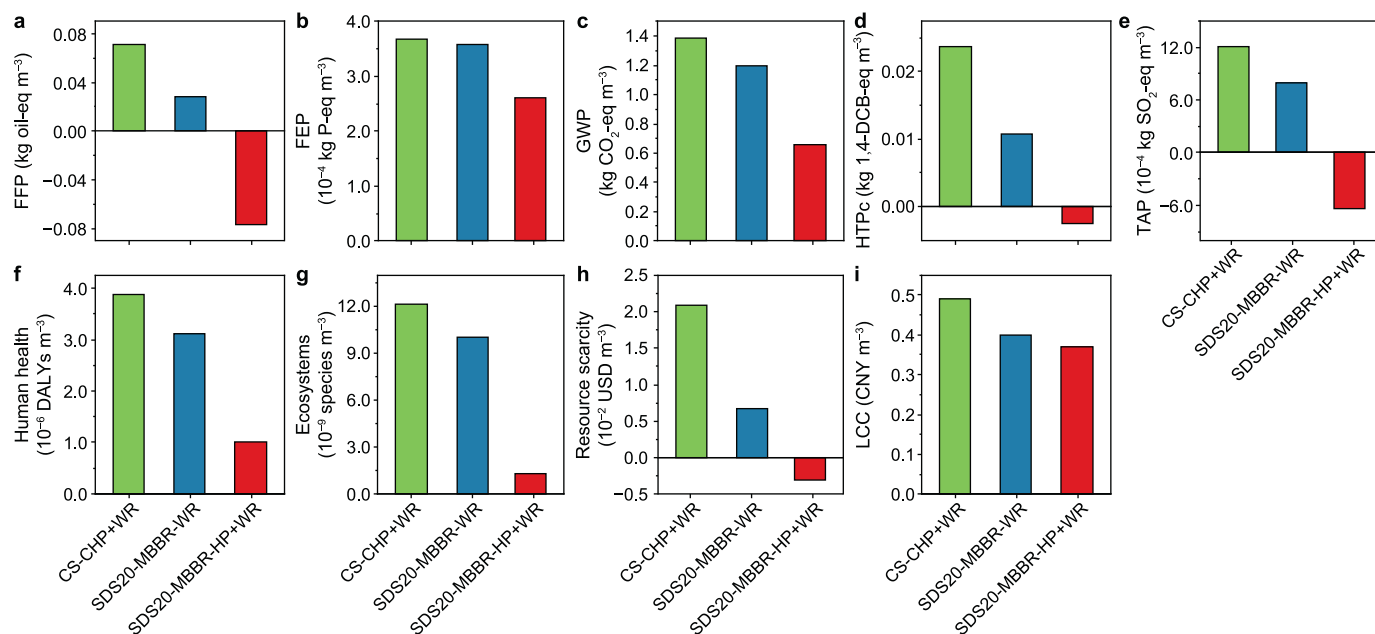 a
FFP (kg oil-eq m⁻³)
0.08
0.04
0.00
−0.04
−0.08
b
FEP
(10⁻⁴ kg P-eq m⁻³)
4.0
3.0
2.0
1.0
0.0
c
GWP
(kg CO₂-eq m⁻³)
1.4
1.2
1.0
0.8
0.6
0.4
0.2
0.0
d
HTPc (kg 1,4-DCB-eq m⁻³)
0.02
0.01
0.00
e
TAP (10⁻⁴ kg SO₂-eq m⁻³)
12.0
6.0
0.0
−6.0
CS-CHP+WR
SDS20-MBBR-WR
SDS20-MBBR-HP+WR
f
Human health
(10⁻⁶ DALYs m⁻³)
4.0
3.0
2.0
1.0
0.0
CS-CHP+WR
SDS20-MBBR-WR
SDS20-MBBR-HP+WR
g
Ecosystems
(10⁻⁹ species m⁻³)
12.0
9.0
6.0
3.0
0.0
CS-CHP+WR
SDS20-MBBR-WR
SDS20-MBBR-HP+WR
h
Resource scarcity
(10⁻² USD m⁻³)
2.5
2.0
1.5
1.0
0.5
0.0
−0.5
CS-CHP+WR
SDS20-MBBR-WR
SDS20-MBBR-HP+WR
i
LCC (CNY m⁻³)
0.5
0.4
0.3
0.2
0.1
0.0
CS-CHP+WR
SDS20-MBBR-WR
SDS20-MBBR-HP+WR